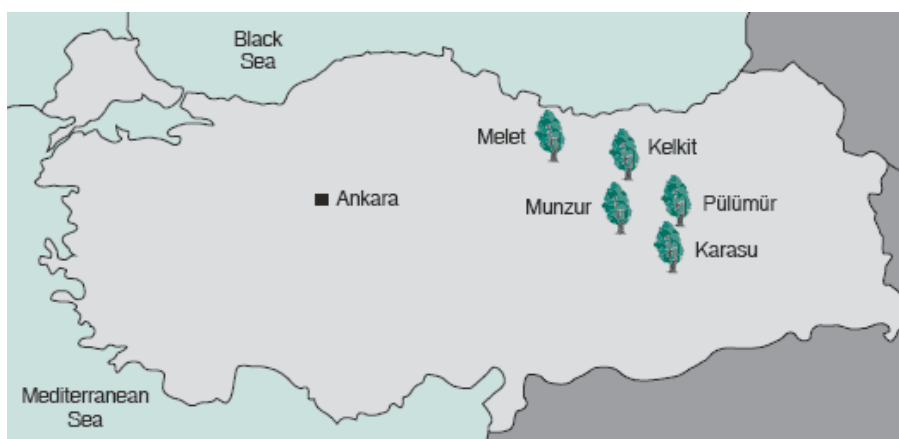 Black
Sea
Melet
Kelkit
Ankara
Munzur
Pülümür
Karasu
Mediterranean
Sea